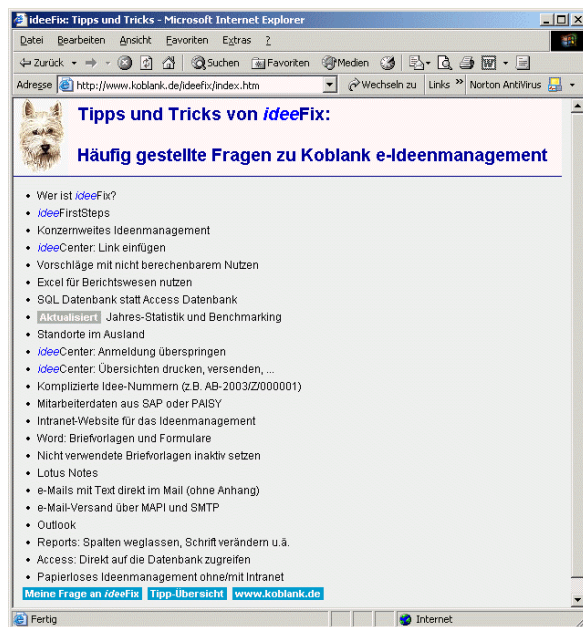 ideeFix: Tipps und Tricks - Microsoft Internet Explorer
Datei Bearbeiten Ansicht Favoriten Extras ?
Zurück Suchen Favoriten Medien
Adresse http://www.koblank.de/ideefix/index.htm Wechseln zu Links » Norton AntiVirus
Tipps und Tricks von ideeFix:
Häufig gestellte Fragen zu Koblank e-Ideenmanagement
• Wer ist ideeFix?
• ideeFirstSteps
• Konzernweites Ideenmanagement
• ideeCenter: Link einfügen
• Vorschläge mit nicht berechenbarem Nutzen
• Excel für Berichtswesen nutzen
• SQL Datenbank statt Access Datenbank
• Aktualisiert Jahres-Statistik und Benchmarking
• Standorte im Ausland
• ideeCenter: Anmeldung überspringen
• ideeCenter: Übersichten drucken, versenden, ...
• Komplizierte Idee-Nummern (z.B. AB-2003/Z/000001)
• Mitarbeiterdaten aus SAP oder PAISY
• Intranet-Website für das Ideenmanagement
• Word: Briefvorlagen und Formulare
• Nicht verwendete Briefvorlagen inaktiv setzen
• Lotus Notes
• e-Mails mit Text direkt im Mail (ohne Anhang)
• e-Mail-Versand über MAPI und SMTP
• Outlook
• Reports: Spalten weglassen, Schrift verändern u.ä.
• Access: Direkt auf die Datenbank zugreifen
• Papierloses Ideenmanagement ohne/mit Intranet
Meine Frage an ideeFix Tipp-Übersicht www.koblank.de
Fertig Internet